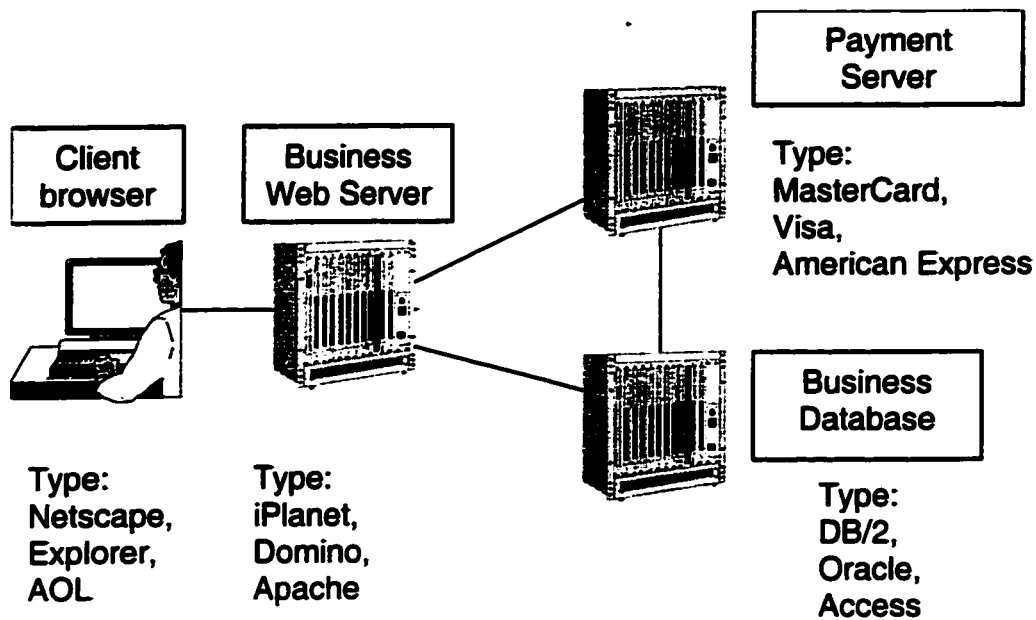 Payment
Server
Client
browser
Business
Web Server
Type:
MasterCard,
Visa,
American Express
Business
Database
Type:
Netscape,
Explorer,
AOL
Type:
iPlanet,
Domino,
Apache
Type:
DB/2,
Oracle,
Access